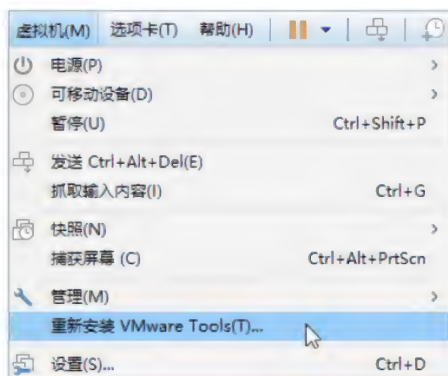 虚拟机(M) 选项卡(T) 帮助(H)
电源(P)
可移动设备(D)
暂停(U) Ctrl+Shift+P
发送 Ctrl+Alt+Del(E)
抓取输入内容(I) Ctrl+G
快照(N)
捕获屏幕 (C) Ctrl+Alt+PrtScn
管理(M)
重新安装 VMware Tools(T)...
设置(S)... Ctrl+D